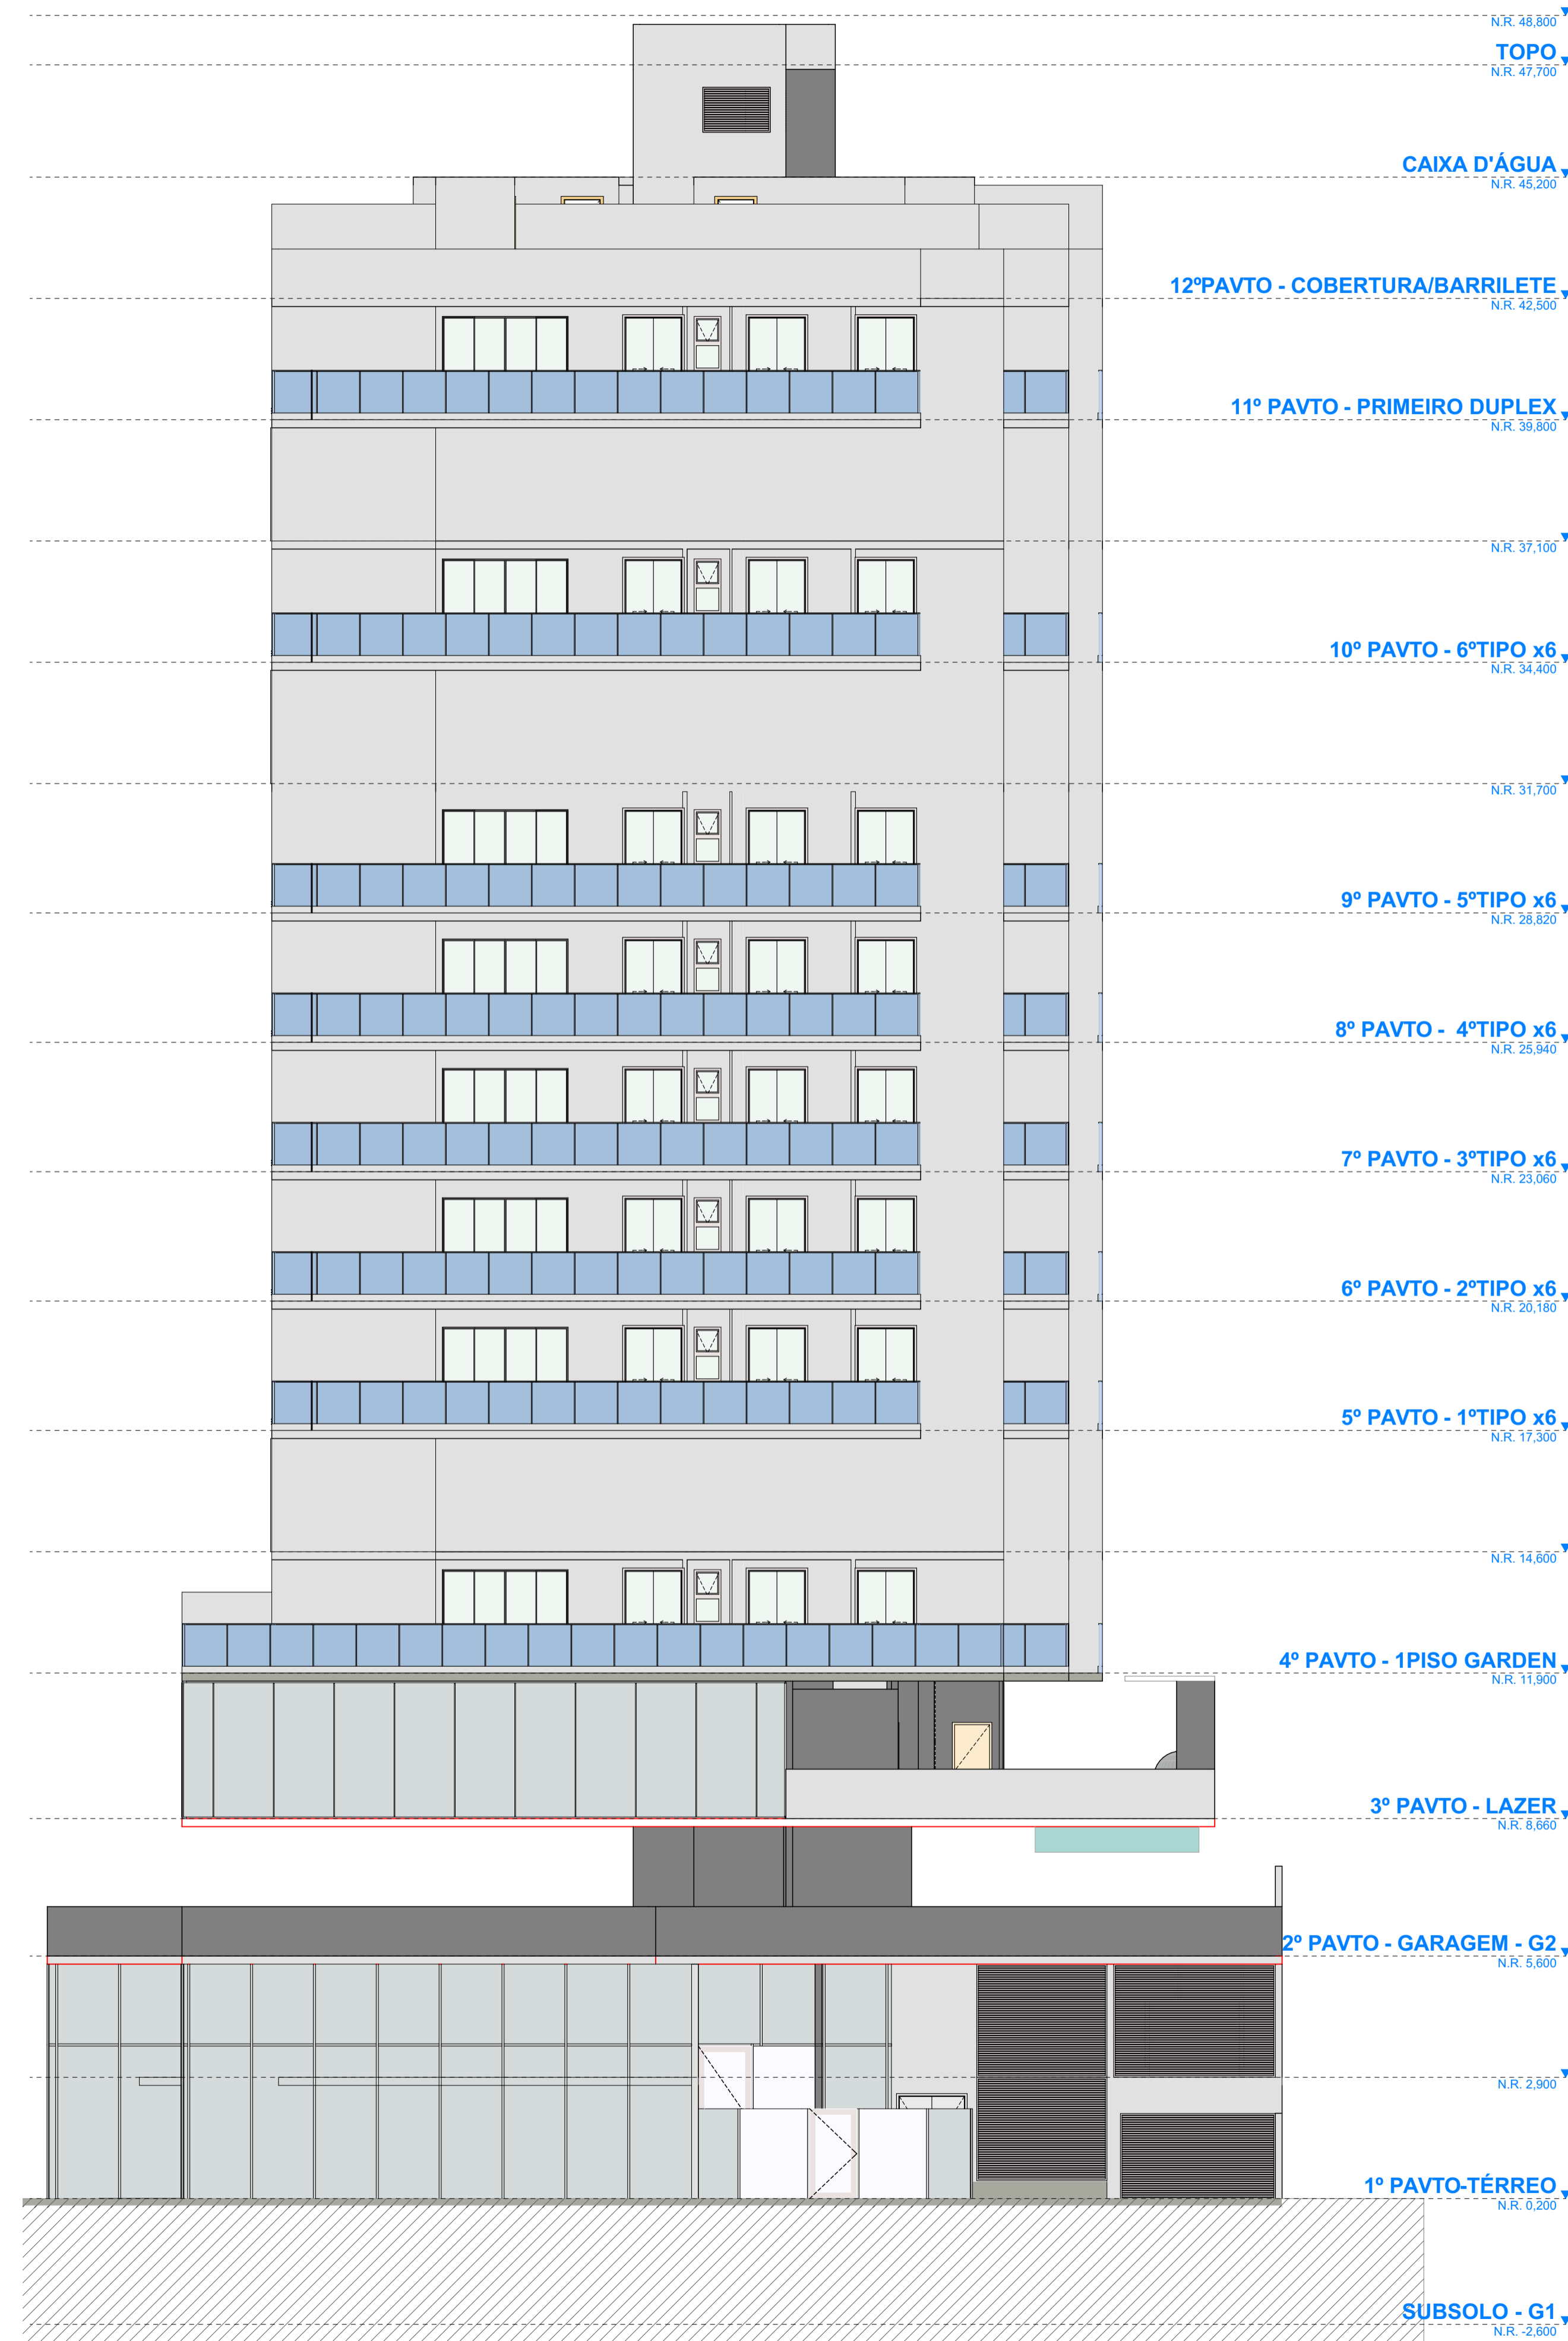 N.R. 48,800
TOPO
N.R. 47,700
CAIXA D'ÁGUA
N.R. 45,200
12ºPAVTO - COBERTURA/BARRILETE
N.R. 42,500
11º PAVTO - PRIMEIRO DUPLEX
N.R. 39,800
N.R. 37,100
10º PAVTO - 6ºTIPO x6
N.R. 34,400
N.R. 31,700
9º PAVTO - 5ºTIPO x6
N.R. 28,820
8º PAVTO -  4ºTIPO x6
N.R. 25,940
7º PAVTO - 3ºTIPO x6
N.R. 23,060
6º PAVTO - 2ºTIPO x6
N.R. 20,180
5º PAVTO - 1ºTIPO x6
N.R. 17,300
N.R. 14,600
4º PAVTO - 1PISO GARDEN
N.R. 11,900
3º PAVTO - LAZER
N.R. 8,660
2º PAVTO - GARAGEM - G2
N.R. 5,600
N.R. 2,900
1º PAVTO-TÉRREO
N.R. 0,200
SUBSOLO - G1
N.R. -2,600